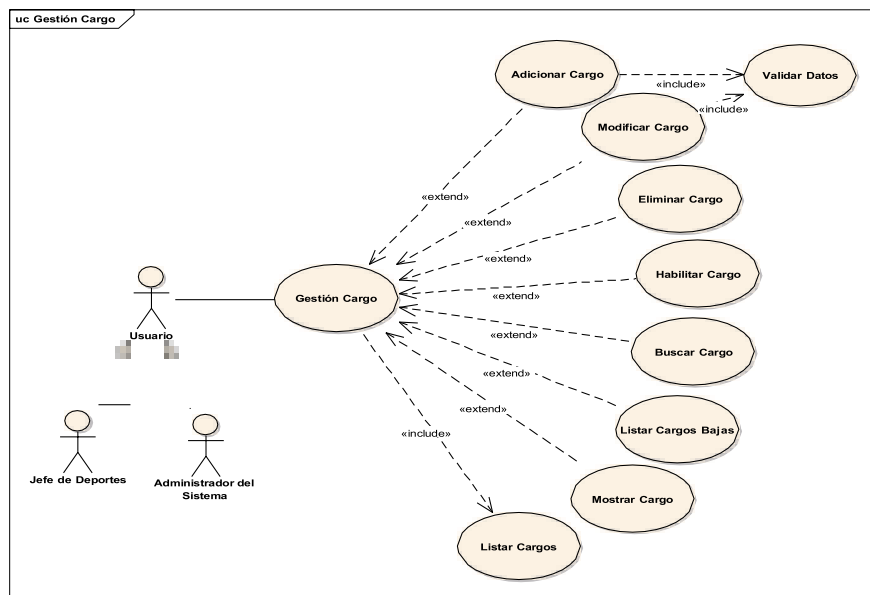 uc Gestión Cargo
Adicionar Cargo
Validar Datos
«include»
«include»
Modificar Cargo
«extend»
Eliminar Cargo
«extend»
«extend»
Habilitar Cargo
Gestión Cargo
«extend»
Usuario
Buscar Cargo
«extend»
«extend»
Listar Cargos Bajas
«include»
Jefe de Deportes
Administrador del
Sistema
Mostrar Cargo
Listar Cargos